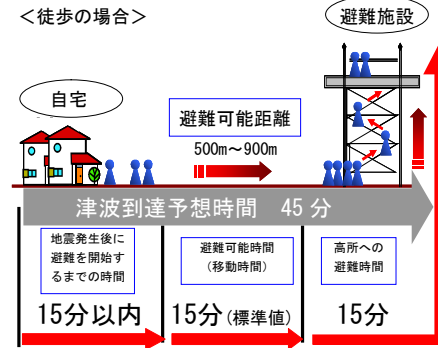 ＜徒歩の場合＞
避難施設
自宅
避難可能距離
500m～900m
津波到達予想時間 45 分
地震発生後に
避難を開始す
るまでの時間
避難可能時間
(移動時間)
高所への
避難時間
15分以内
15分(標準値)
15分